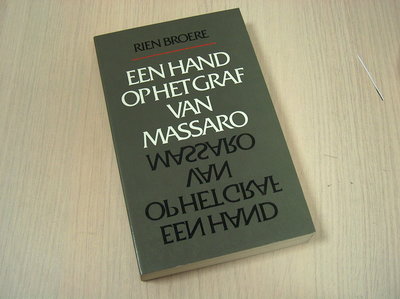 RIEN BROERE
EEN HAND
OP HET GRAF
VAN
MASSARO
MASSARO
VAN
OP HET GRAF
EEN HAND